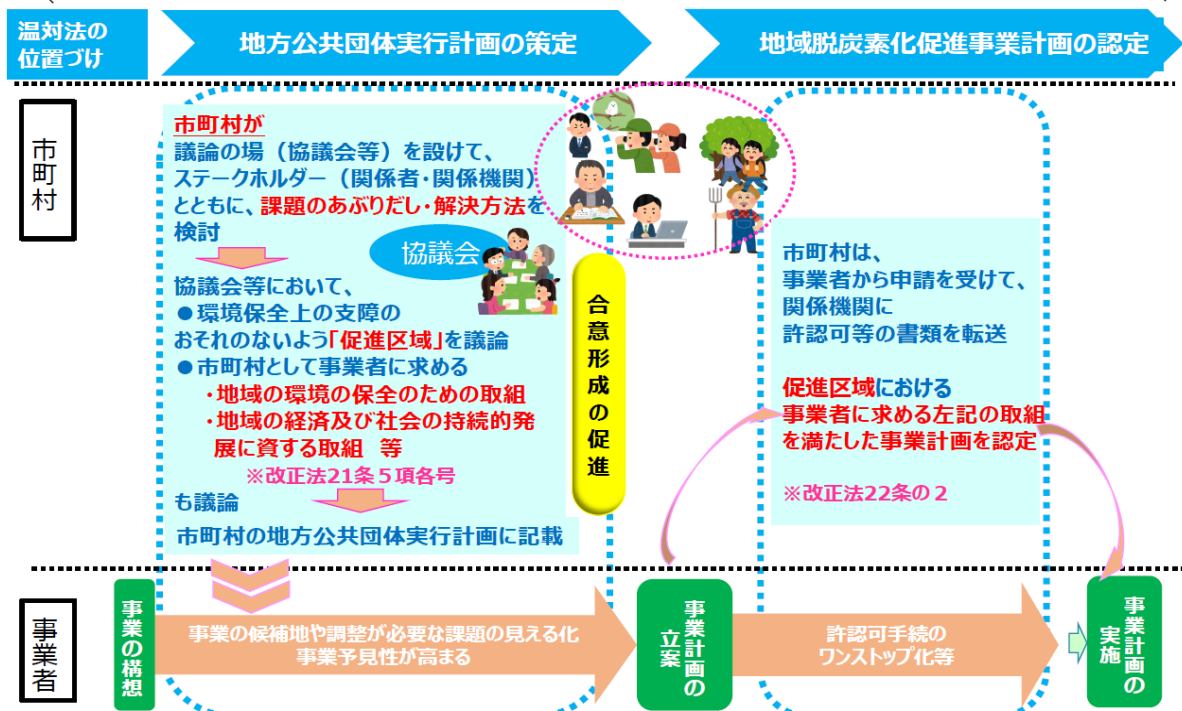 温対法の
位置づけ
地方公共団体実行計画の策定
地域脱炭素化促進事業計画の認定
市町村
市町村が
議論の場（協議会等）を設けて、
ステークホルダー（関係者・関係機関）
とともに、課題のあぶりだし・解決方法を
検討
協議会
協議会等において、
●環境保全上の支障の
おそれのないよう「促進区域」を議論
●市町村として事業者に求める
・地域の環境の保全のための取組
・地域の経済及び社会の持続的発
展に資する取組 等
※改正法21条５項各号
も議論
市町村の地方公共団体実行計画に記載
合意形成の促進
市町村は、
事業者から申請を受けて、
関係機関に
許認可等の書類を転送
促進区域における
事業者に求める左記の取組
を満たした事業計画を認定
※改正法22条の２
事業者
事業の構想
事業の候補地や調整が必要な課題の見える化
事業予見性が高まる
事業計画の
立案
許認可手続の
ワンストップ化等
事業計画の
実施